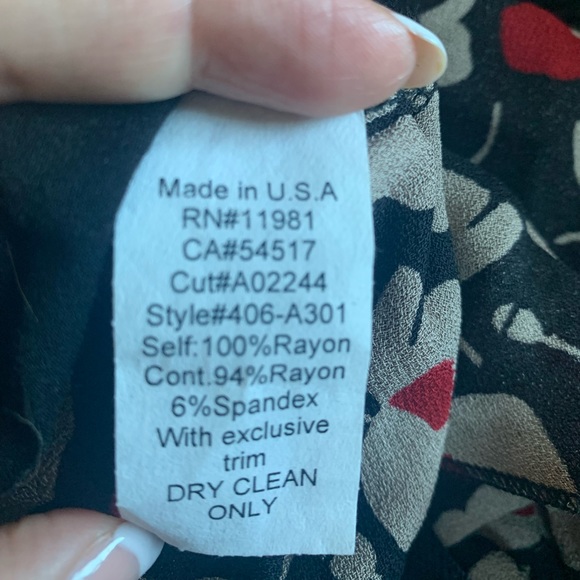 Made in U.S.A
RN#11981
CA#54517
Cut#A02244
Style#406-A301
Self:100%Rayon
Cont.94%Rayon
6%Spandex
With exclusive
trim
DRY CLEAN
ONLY